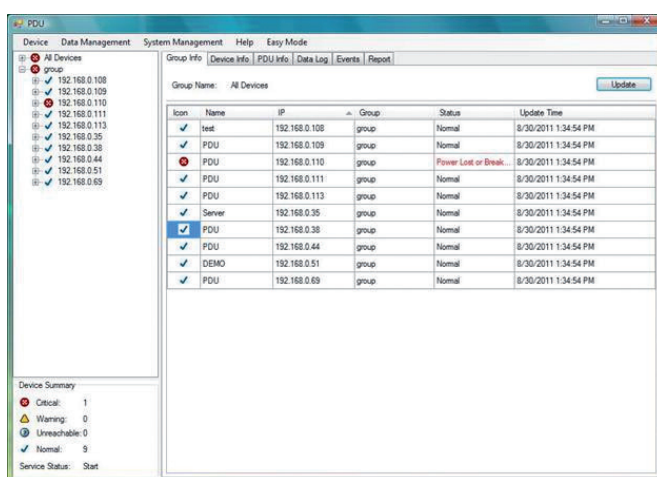 PDU
Device Data Management System Management Help Easy Mode
All Devices
group
192.168.0.108
192.168.0.109
192.168.0.110
192.168.0.111
192.168.0.113
192.168.0.35
192.168.0.38
192.168.0.44
192.168.0.51
192.168.0.69
Group Info Device Info PDU Info Data Log Events Report
Group Name: All Devices Update
Icon Name IP Group Status Update Time
test 192.168.0.108 group Normal 8/30/2011 1:34:54 PM
PDU 192.168.0.109 group Normal 8/30/2011 1:34:54 PM
PDU 192.168.0.110 group Power Lost or Break... 8/30/2011 1:34:54 PM
PDU 192.168.0.111 group Normal 8/30/2011 1:34:54 PM
PDU 192.168.0.113 group Normal 8/30/2011 1:34:54 PM
Server 192.168.0.35 group Normal 8/30/2011 1:34:54 PM
PDU 192.168.0.38 group Normal 8/30/2011 1:34:54 PM
PDU 192.168.0.44 group Normal 8/30/2011 1:34:54 PM
DEMO 192.168.0.51 group Normal 8/30/2011 1:34:54 PM
PDU 192.168.0.69 group Normal 8/30/2011 1:34:54 PM
Device Summary
Critical: 1
Warning: 0
Unreachable: 0
Normal: 9
Service Status: Start